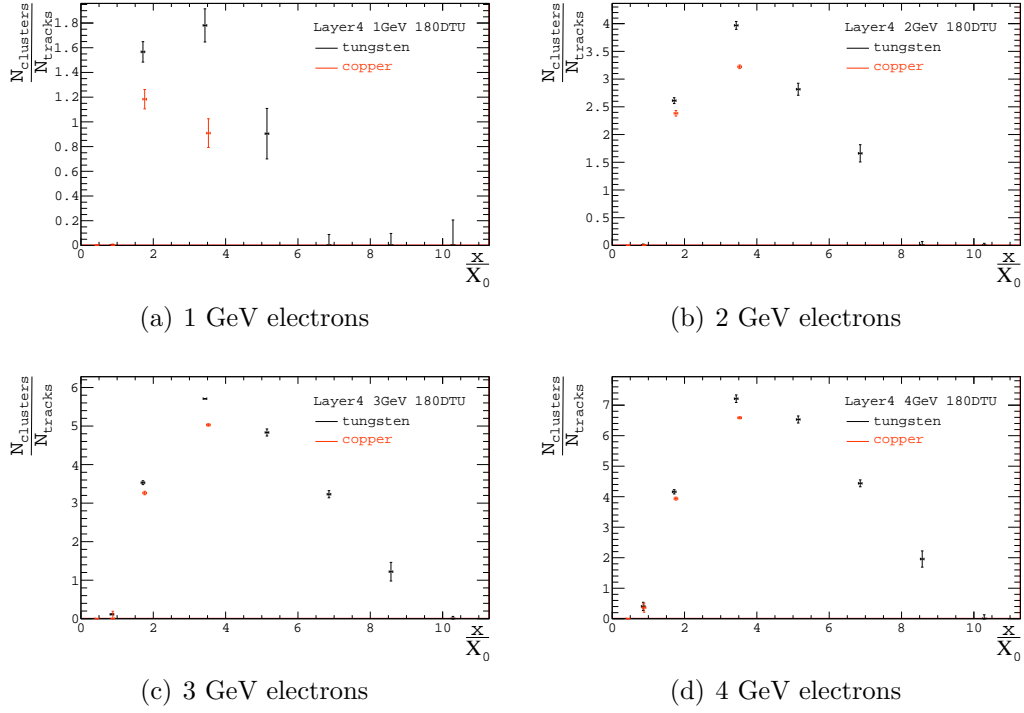 N_clusters
N_tracks
Layer4 1GeV 180DTU
tungsten
copper
1.8
1.6
1.4
1.2
1
0.8
0.6
0.4
0.2
0
0 2 4 6 8 10
x
X_0
(a) 1 GeV electrons
N_clusters
N_tracks
Layer4 2GeV 180DTU
tungsten
copper
4
3.5
3
2.5
2
1.5
1
0.5
0
0 2 4 6 8 10
x
X_0
(b) 2 GeV electrons
N_clusters
N_tracks
Layer4 3GeV 180DTU
tungsten
copper
6
5
4
3
2
1
0
0 2 4 6 8 10
x
X_0
(c) 3 GeV electrons
N_clusters
N_tracks
Layer4 4GeV 180DTU
tungsten
copper
7
6
5
4
3
2
1
0
0 2 4 6 8 10
x
X_0
(d) 4 GeV electrons